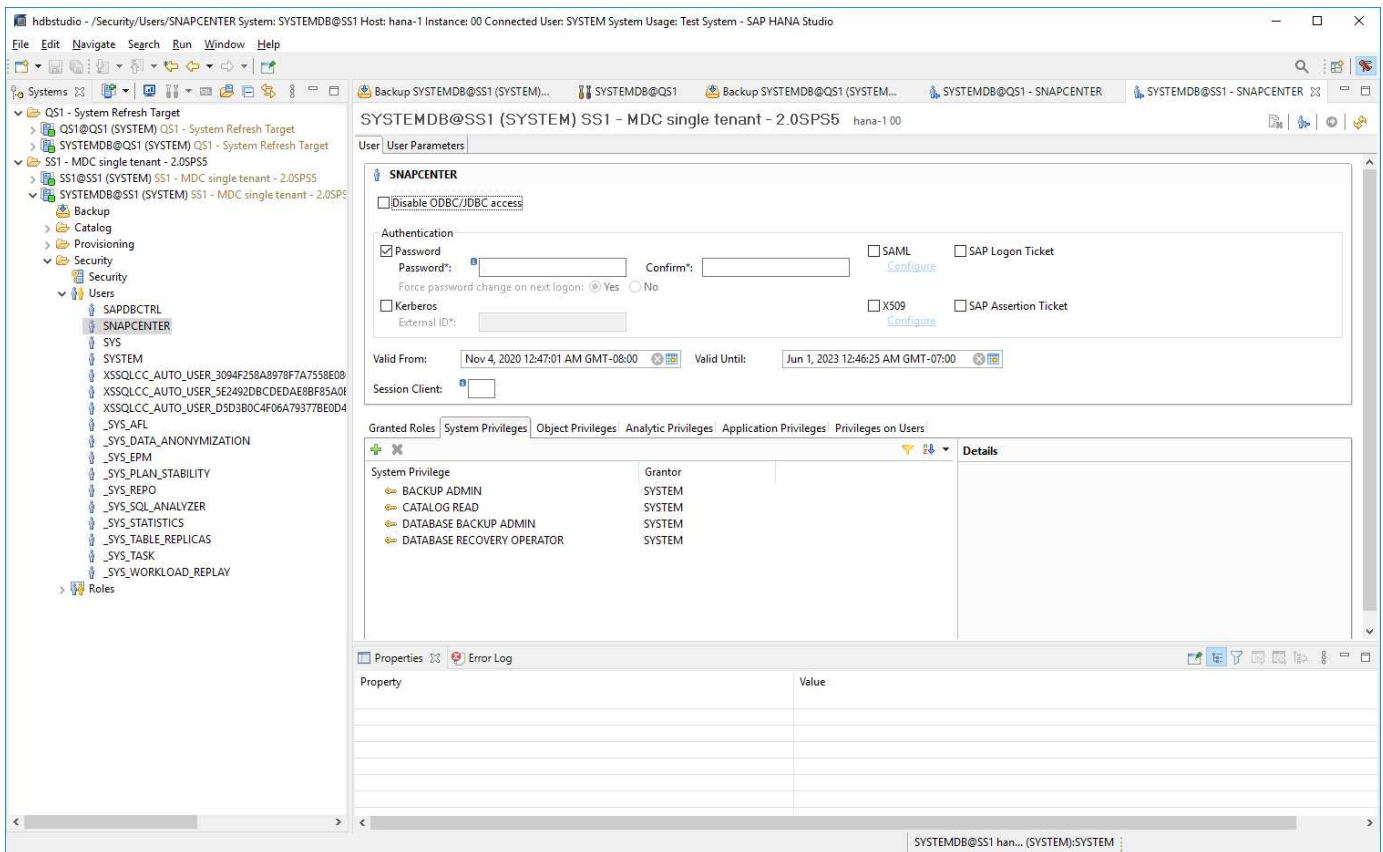 hdbstudio - /Security/Users/SNAPCENTER System: SYSTEMDB@SS1 Host: hana-1 Instance: 00 Connected User: SYSTEM System Usage: Test System - SAP HANA Studio
File Edit Navigate Search Run Window Help
Systems
Backup SYSTEMDB@SS1 (SYSTEM)... SYSTEMDB@QS1 Backup SYSTEMDB@QS1 (SYSTEM... SYSTEMDB@QS1 - SNAPCENTER SYSTEMDB@SS1 - SNAPCENTER
QS1 - System Refresh Target
QS1@QS1 (SYSTEM) QS1 - System Refresh Target
SYSTEMDB@QS1 (SYSTEM) QS1 - System Refresh Target
SS1 - MDC single tenant - 2.0SPS5
SS1@SS1 (SYSTEM) SS1 - MDC single tenant - 2.0SPS5
SYSTEMDB@SS1 (SYSTEM) SS1 - MDC single tenant - 2.0SPS
Backup
Catalog
Provisioning
Security
Security
Users
SAPDBCTRL
SNAPCENTER
SYS
SYSTEM
XSSQLCC_AUTO_USER_3094F258A8978F7A7558E08
XSSQLCC_AUTO_USER_5E2492DBCDEDAE8BF85A0
XSSQLCC_AUTO_USER_D5D3B0C4F06A79377BE0D4
_SYS_AFL
_SYS_DATA_ANONYMIZATION
_SYS_EPM
_SYS_PLAN_STABILITY
_SYS_REPO
_SYS_SQL_ANALYZER
_SYS_STATISTICS
_SYS_TABLE_REPLICAS
_SYS_TASK
_SYS_WORKLOAD_REPLAY
Roles
SYSTEMDB@SS1 (SYSTEM) SS1 - MDC single tenant - 2.0SPS5 hana-1 00
User User Parameters
SNAPCENTER
Disable ODBC/JDBC access
Authentication
Password SAML SAP Logon Ticket
Password*: Confirm*: Configure
Force password change on next logon: Yes No
Kerberos X509 SAP Assertion Ticket
External ID*: Configure
Valid From: Nov 4, 2020 12:47:01 AM GMT-08:00 Valid Until: Jun 1, 2023 12:46:25 AM GMT-07:00
Session Client:
Granted Roles System Privileges Object Privileges Analytic Privileges Application Privileges Privileges on Users
Details
System Privilege Grantor
BACKUP ADMIN SYSTEM
CATALOG READ SYSTEM
DATABASE BACKUP ADMIN SYSTEM
DATABASE RECOVERY OPERATOR SYSTEM
Properties Error Log
Property Value
SYSTEMDB@SS1 han... (SYSTEM):SYSTEM